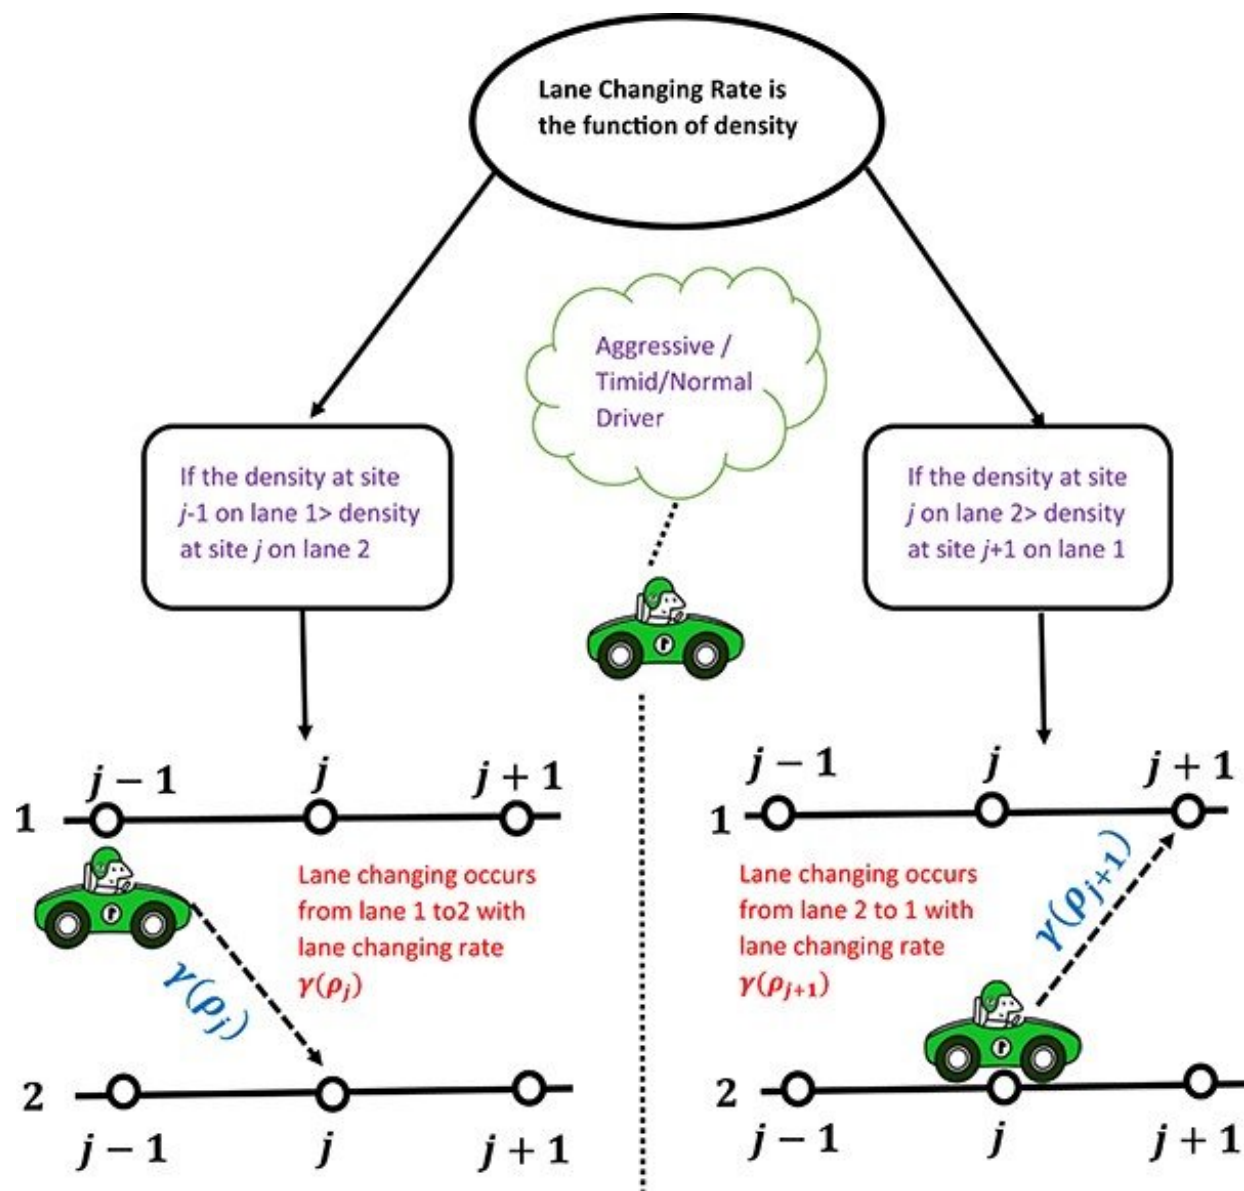 Lane Changing Rate is
the function of density
Aggressive /
Timid/Normal
Driver
If the density at site
j-1 on lane 1> density
at site j on lane 2
If the density at site
j on lane 2> density
at site j+1 on lane 1
j − 1 j j + 1
1
Lane changing occurs
from lane 1 to2 with
lane changing rate
γ(ρⱼ)
γ(ρⱼ)
2
j − 1 j j + 1
j − 1 j j + 1
1
Lane changing occurs
from lane 2 to 1 with
lane changing rate
γ(ρⱼ₊₁)
γ(ρⱼ₊₁)
2
j − 1 j j + 1